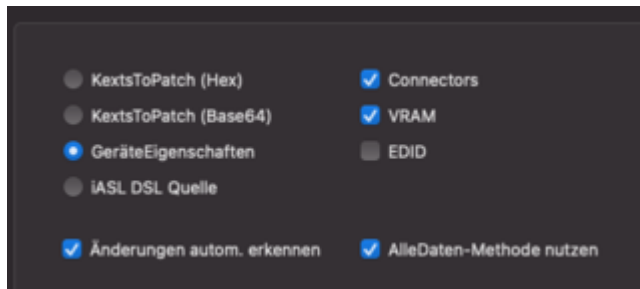 KextsToPatch (Hex)
Connectors
KextsToPatch (Base64)
VRAM
GeräteEigenschaften
EDID
iASL DSL Quelle
Änderungen autom. erkennen
AlleDaten-Methode nutzen